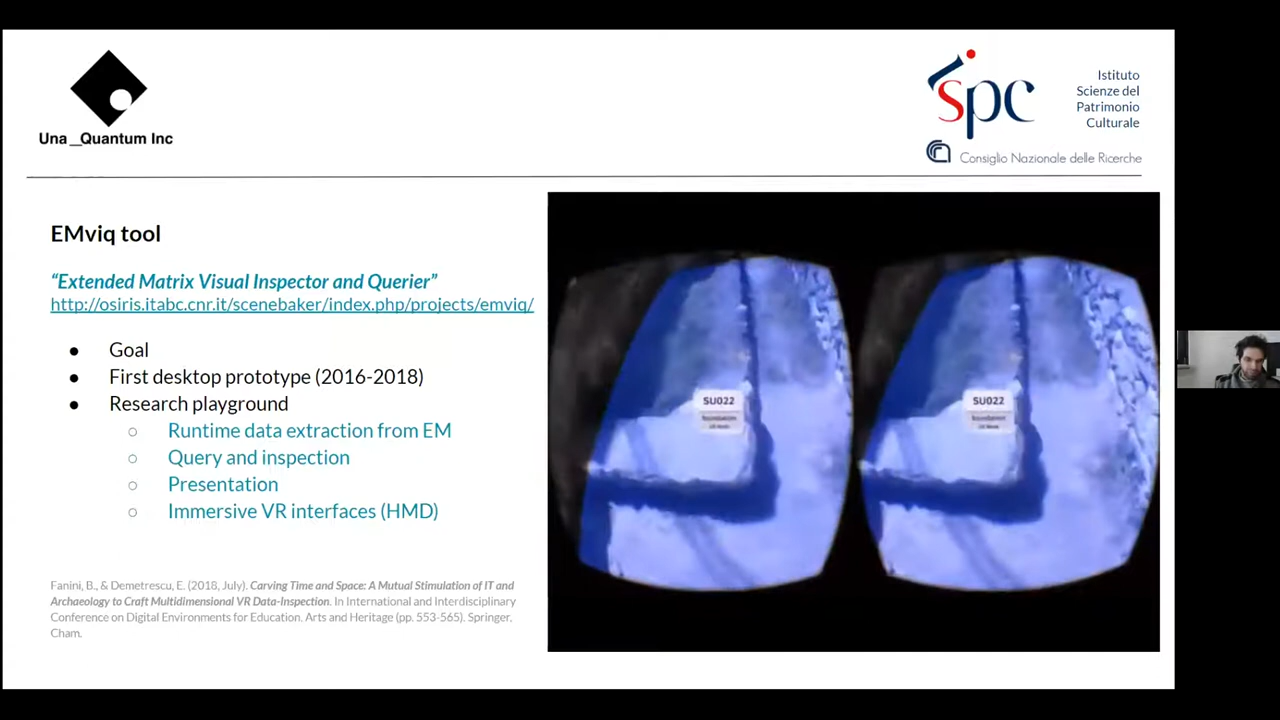 Una_Quantum Inc
ispc
Istituto
Scienze del
Patrimonio
Culturale
Consiglio Nazionale delle Ricerche
EMviq tool
“Extended Matrix Visual Inspector and Querier”
http://osiris.itabc.cnr.it/scenebaker/index.php/projects/emviq/
● Goal
● First desktop prototype (2016-2018)
● Research playground
○ Runtime data extraction from EM
○ Query and inspection
○ Presentation
○ Immersive VR interfaces (HMD)
Fanini, B., & Demetrescu, E. (2018, July). Carving Time and Space: A Mutual Stimulation of IT and
Archaeology to Craft Multidimensional VR Data-Inspection. In International and Interdisciplinary
Conference on Digital Environments for Education, Arts and Heritage (pp. 553-565). Springer,
Cham.
SU022
SU022